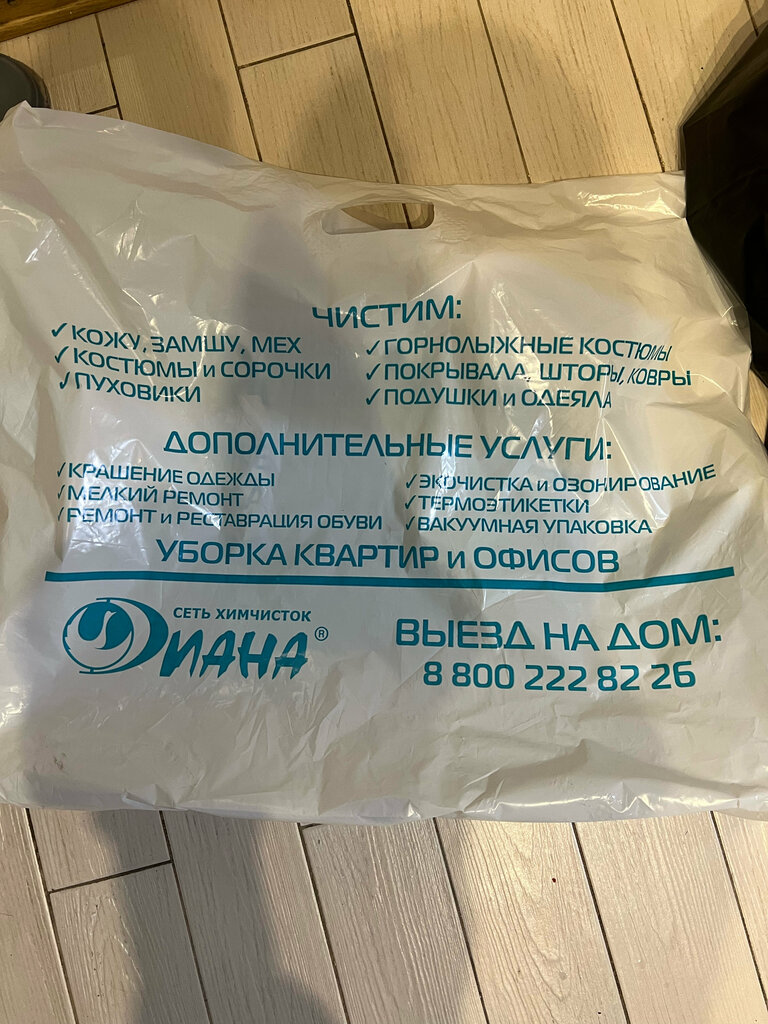 ЧИСТИМ:
✓КОЖУ, ЗАМШУ, МЕХ
✓КОСТЮМЫ и СОРОЧКИ
✓ПУХОВИКИ
✓ГОРНОЛЫЖНЫЕ КОСТЮМЫ
✓ПОКРЫВАЛА, ШТОРЫ, КОВРЫ
✓ПОДУШКИ и ОДЕЯЛА
ДОПОЛНИТЕЛЬНЫЕ УСЛУГИ:
✓КРАШЕНИЕ ОДЕЖДЫ
✓МЕЛКИЙ РЕМОНТ
✓РЕМОНТ и РЕСТАВРАЦИЯ ОБУВИ
✓ЭКОЧИСТКА и ОЗОНИРОВАНИЕ
✓ТЕРМОЭТИКЕТКИ
✓ВАКУУМНАЯ УПАКОВКА
УБОРКА КВАРТИР и ОФИСОВ
СЕТЬ ХИМЧИСТОК
ДИАНА®
ВЫЕЗД НА ДОМ:
8 800 222 82 26